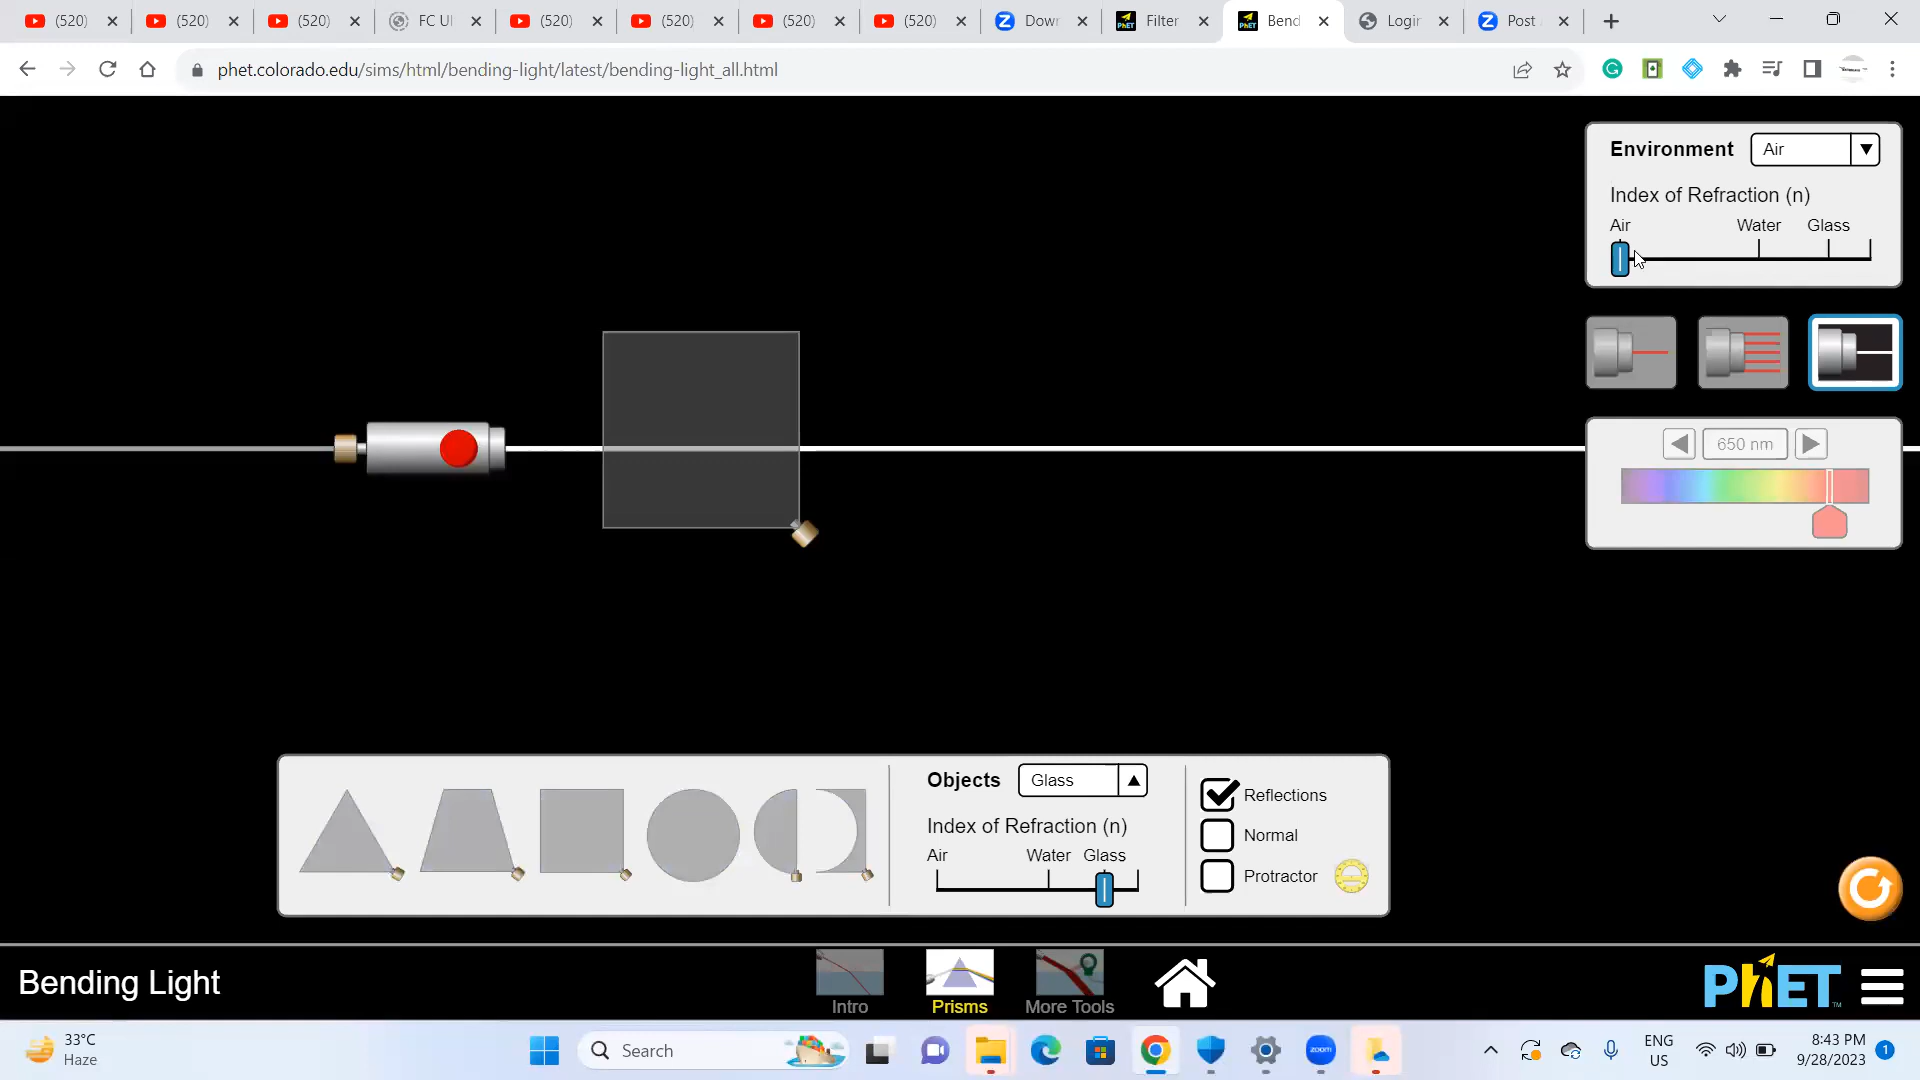 (520)
(520)
(520)
FC UI
(520)
(520)
(520)
(520)
Dow
Filter
Bend
Login
Post
phet.colorado.edu/sims/html/bending-light/latest/bending-light_all.html
Environment Air
Index of Refraction (n)
Air Water Glass
650 nm
Objects Glass
Index of Refraction (n)
Air Water Glass
Reflections
Normal
Protractor
Bending Light
Intro
Prisms
More Tools
PhET
33°C
Haze
Search
zoom
ENG
US
8:43 PM
9/28/2023
1